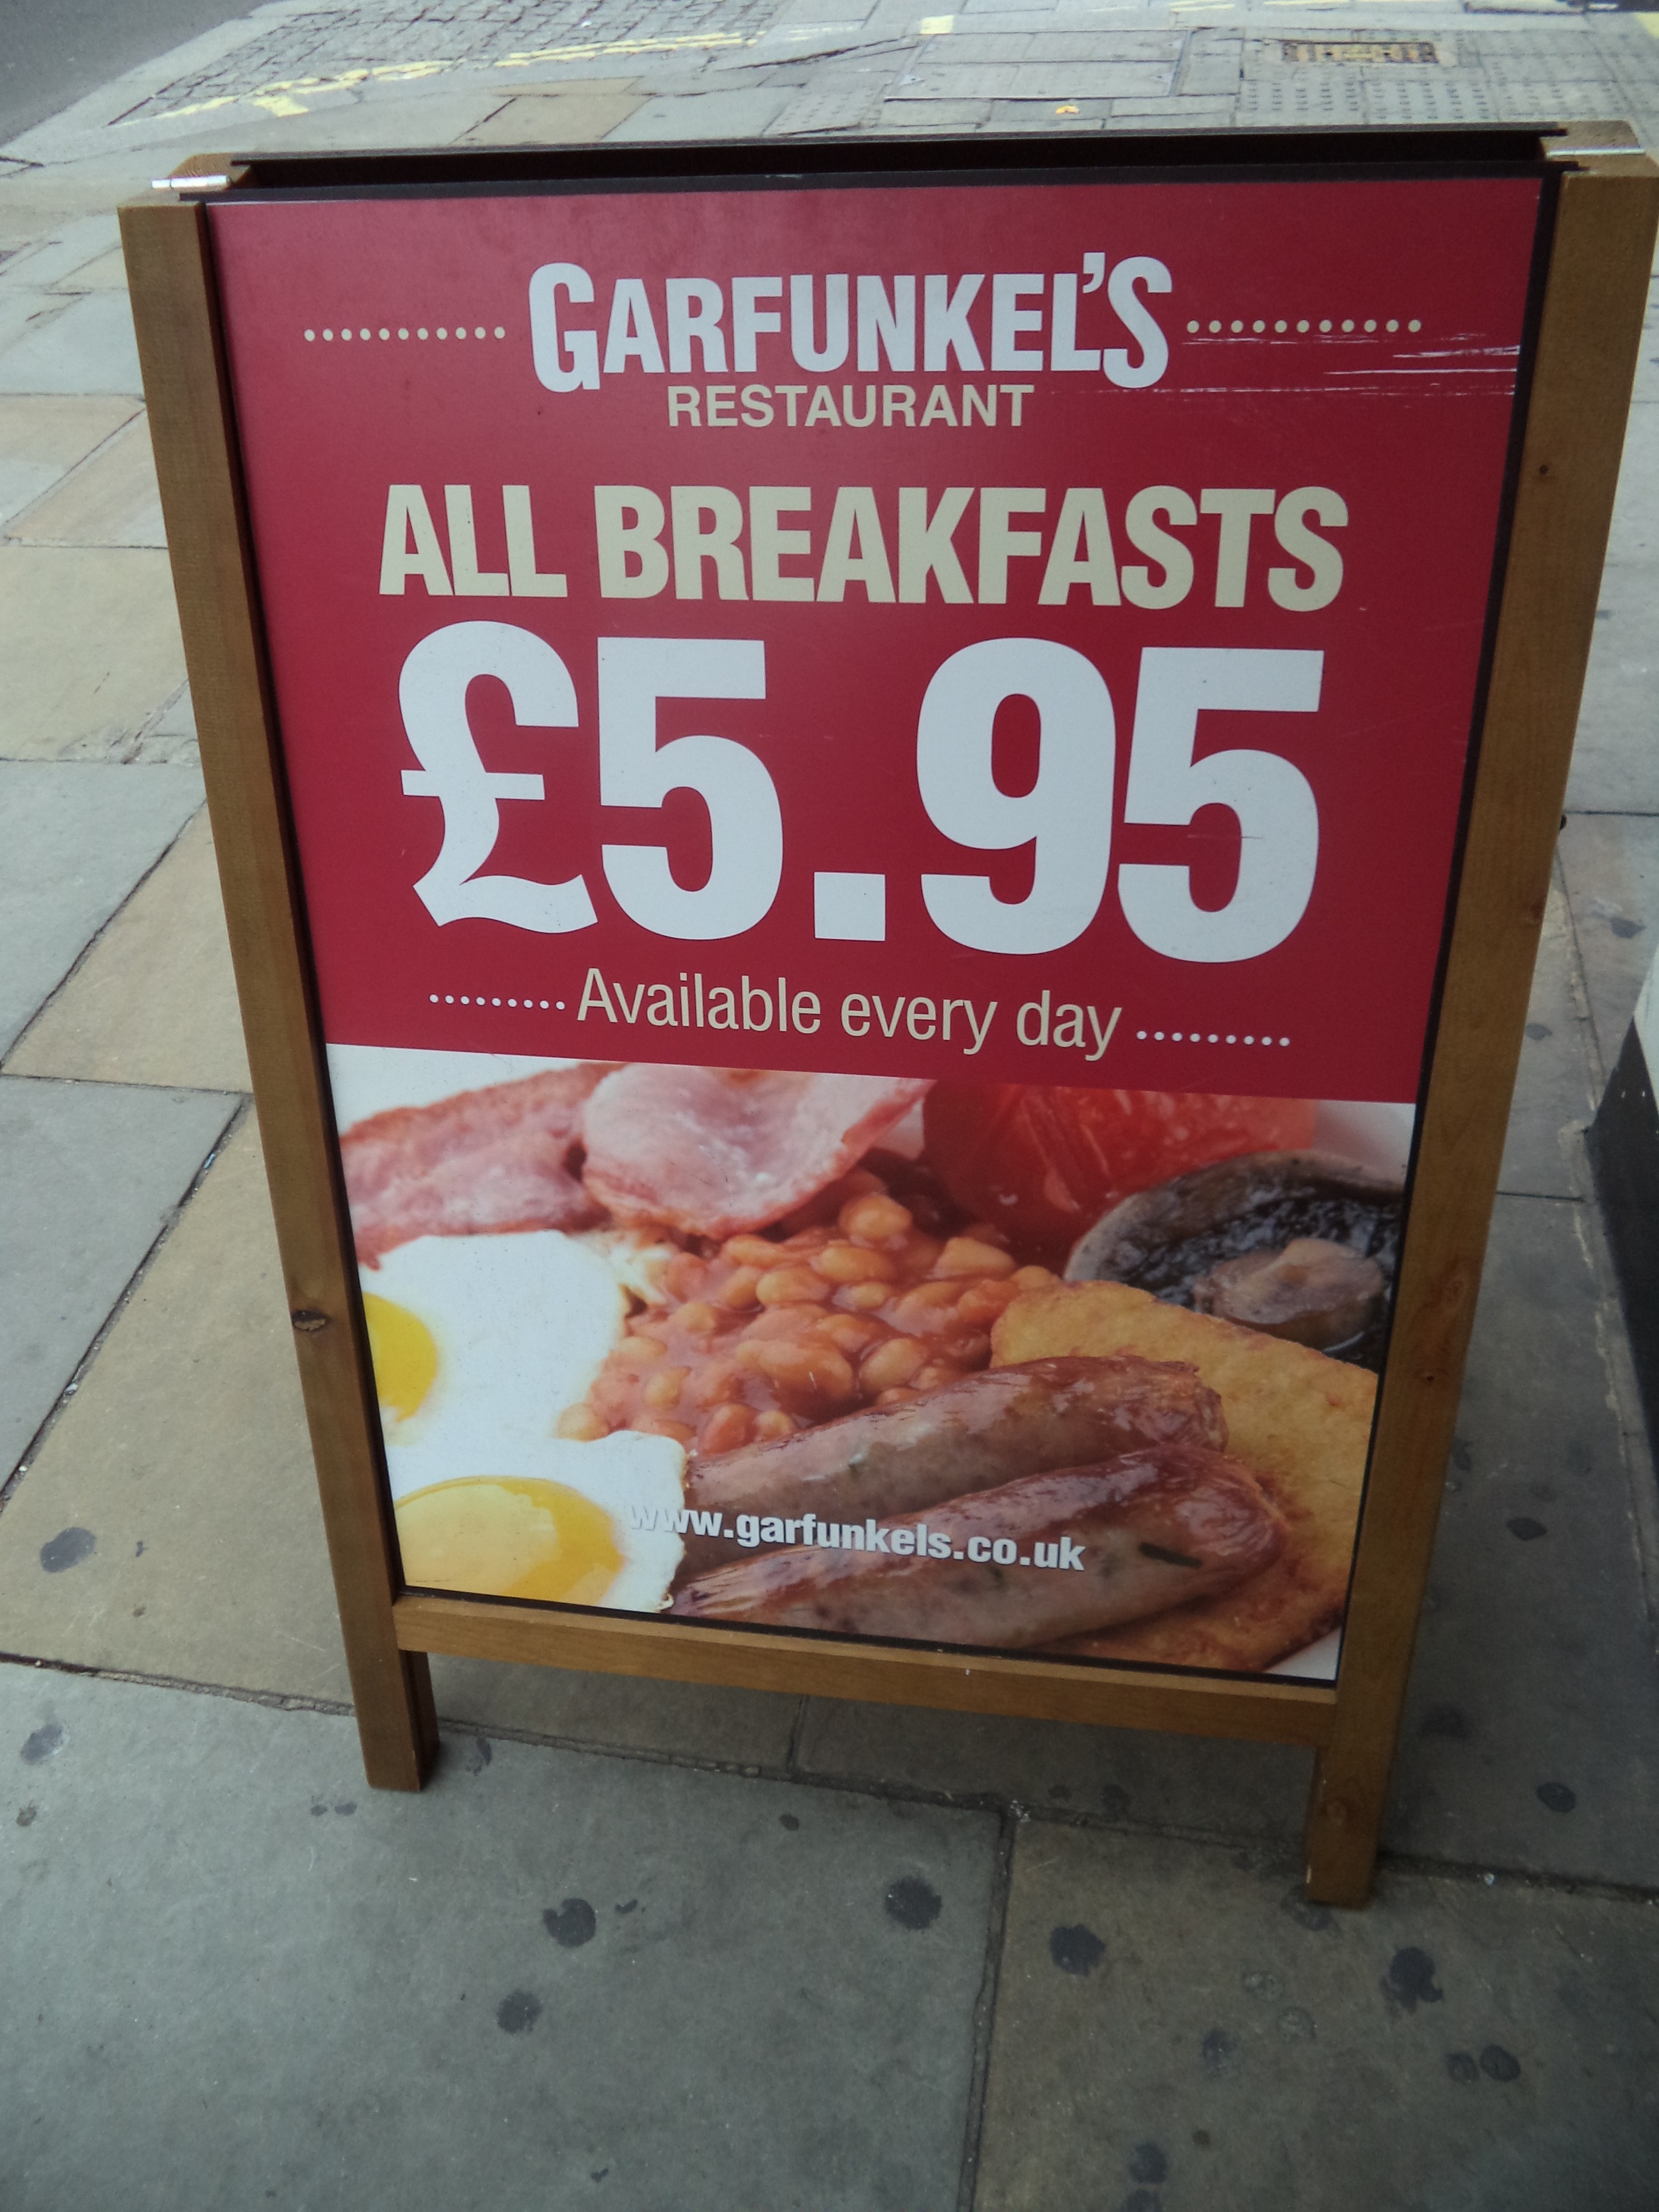 GARFUNKEL'S
RESTAURANT
ALL BREAKFASTS
£5.95
Available every day
www.garfunkels.co.uk